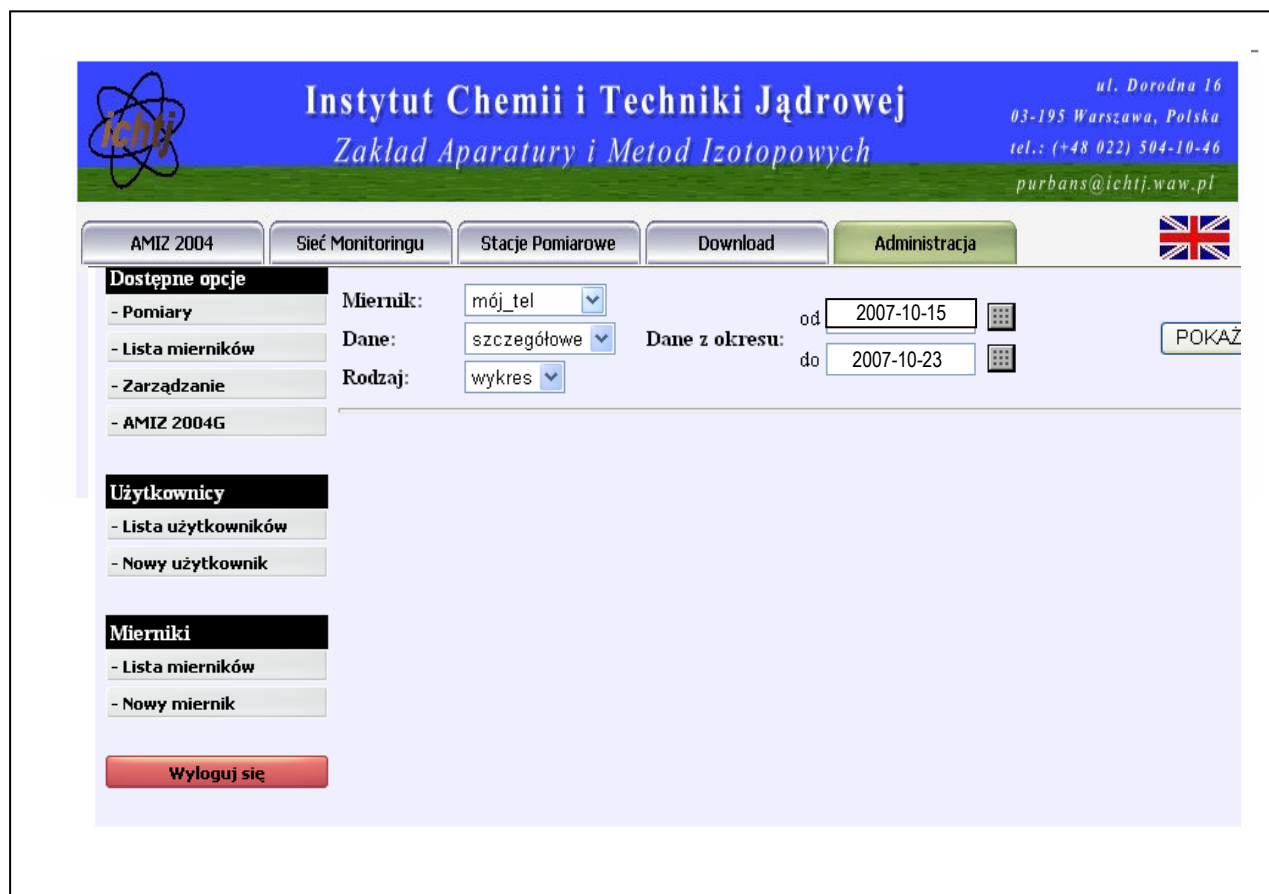 ichtj
Instytut Chemii i Techniki Jądrowej
Zakład Aparatury i Metod Izotopowych
ul. Dorodna 16
03-195 Warszawa, Polska
tel.: (+48 022) 504-10-46
purbans@ichtj.waw.pl
AMIZ 2004 Sieć Monitoringu Stacje Pomiarowe Download Administracja
Dostępne opcje
- Pomiary
- Lista mierników
- Zarządzanie
- AMIZ 2004G
Użytkownicy
- Lista użytkowników
- Nowy użytkownik
Mierniki
- Lista mierników
- Nowy miernik
Wyloguj się
Miernik: mój_tel
Dane: szczegółowe
Rodzaj: wykres
Dane z okresu:
od 2007-10-15
do 2007-10-23
POKAŻ